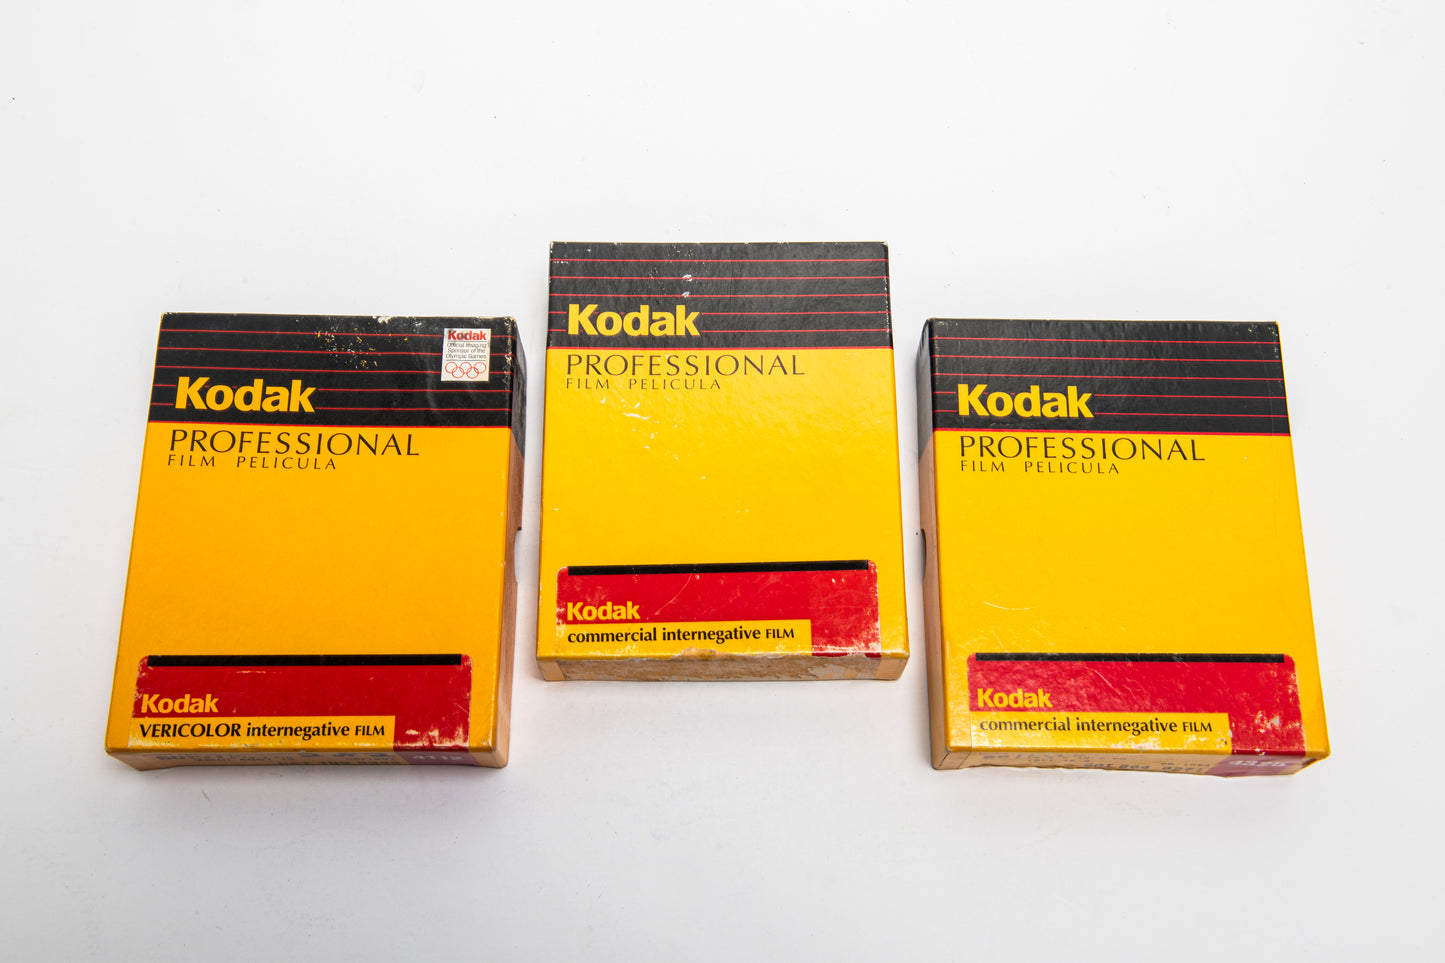 Kodak
Official Imaging
Sponsor of the
Olympic Games
Kodak
PROFESSIONAL
FILM PELICULA
Kodak
VERICOLOR internegative FILM
Kodak
PROFESSIONAL
FILM PELICULA
Kodak
commercial internegative FILM
Kodak
PROFESSIONAL
FILM PELICULA
Kodak
commercial internegative FILM